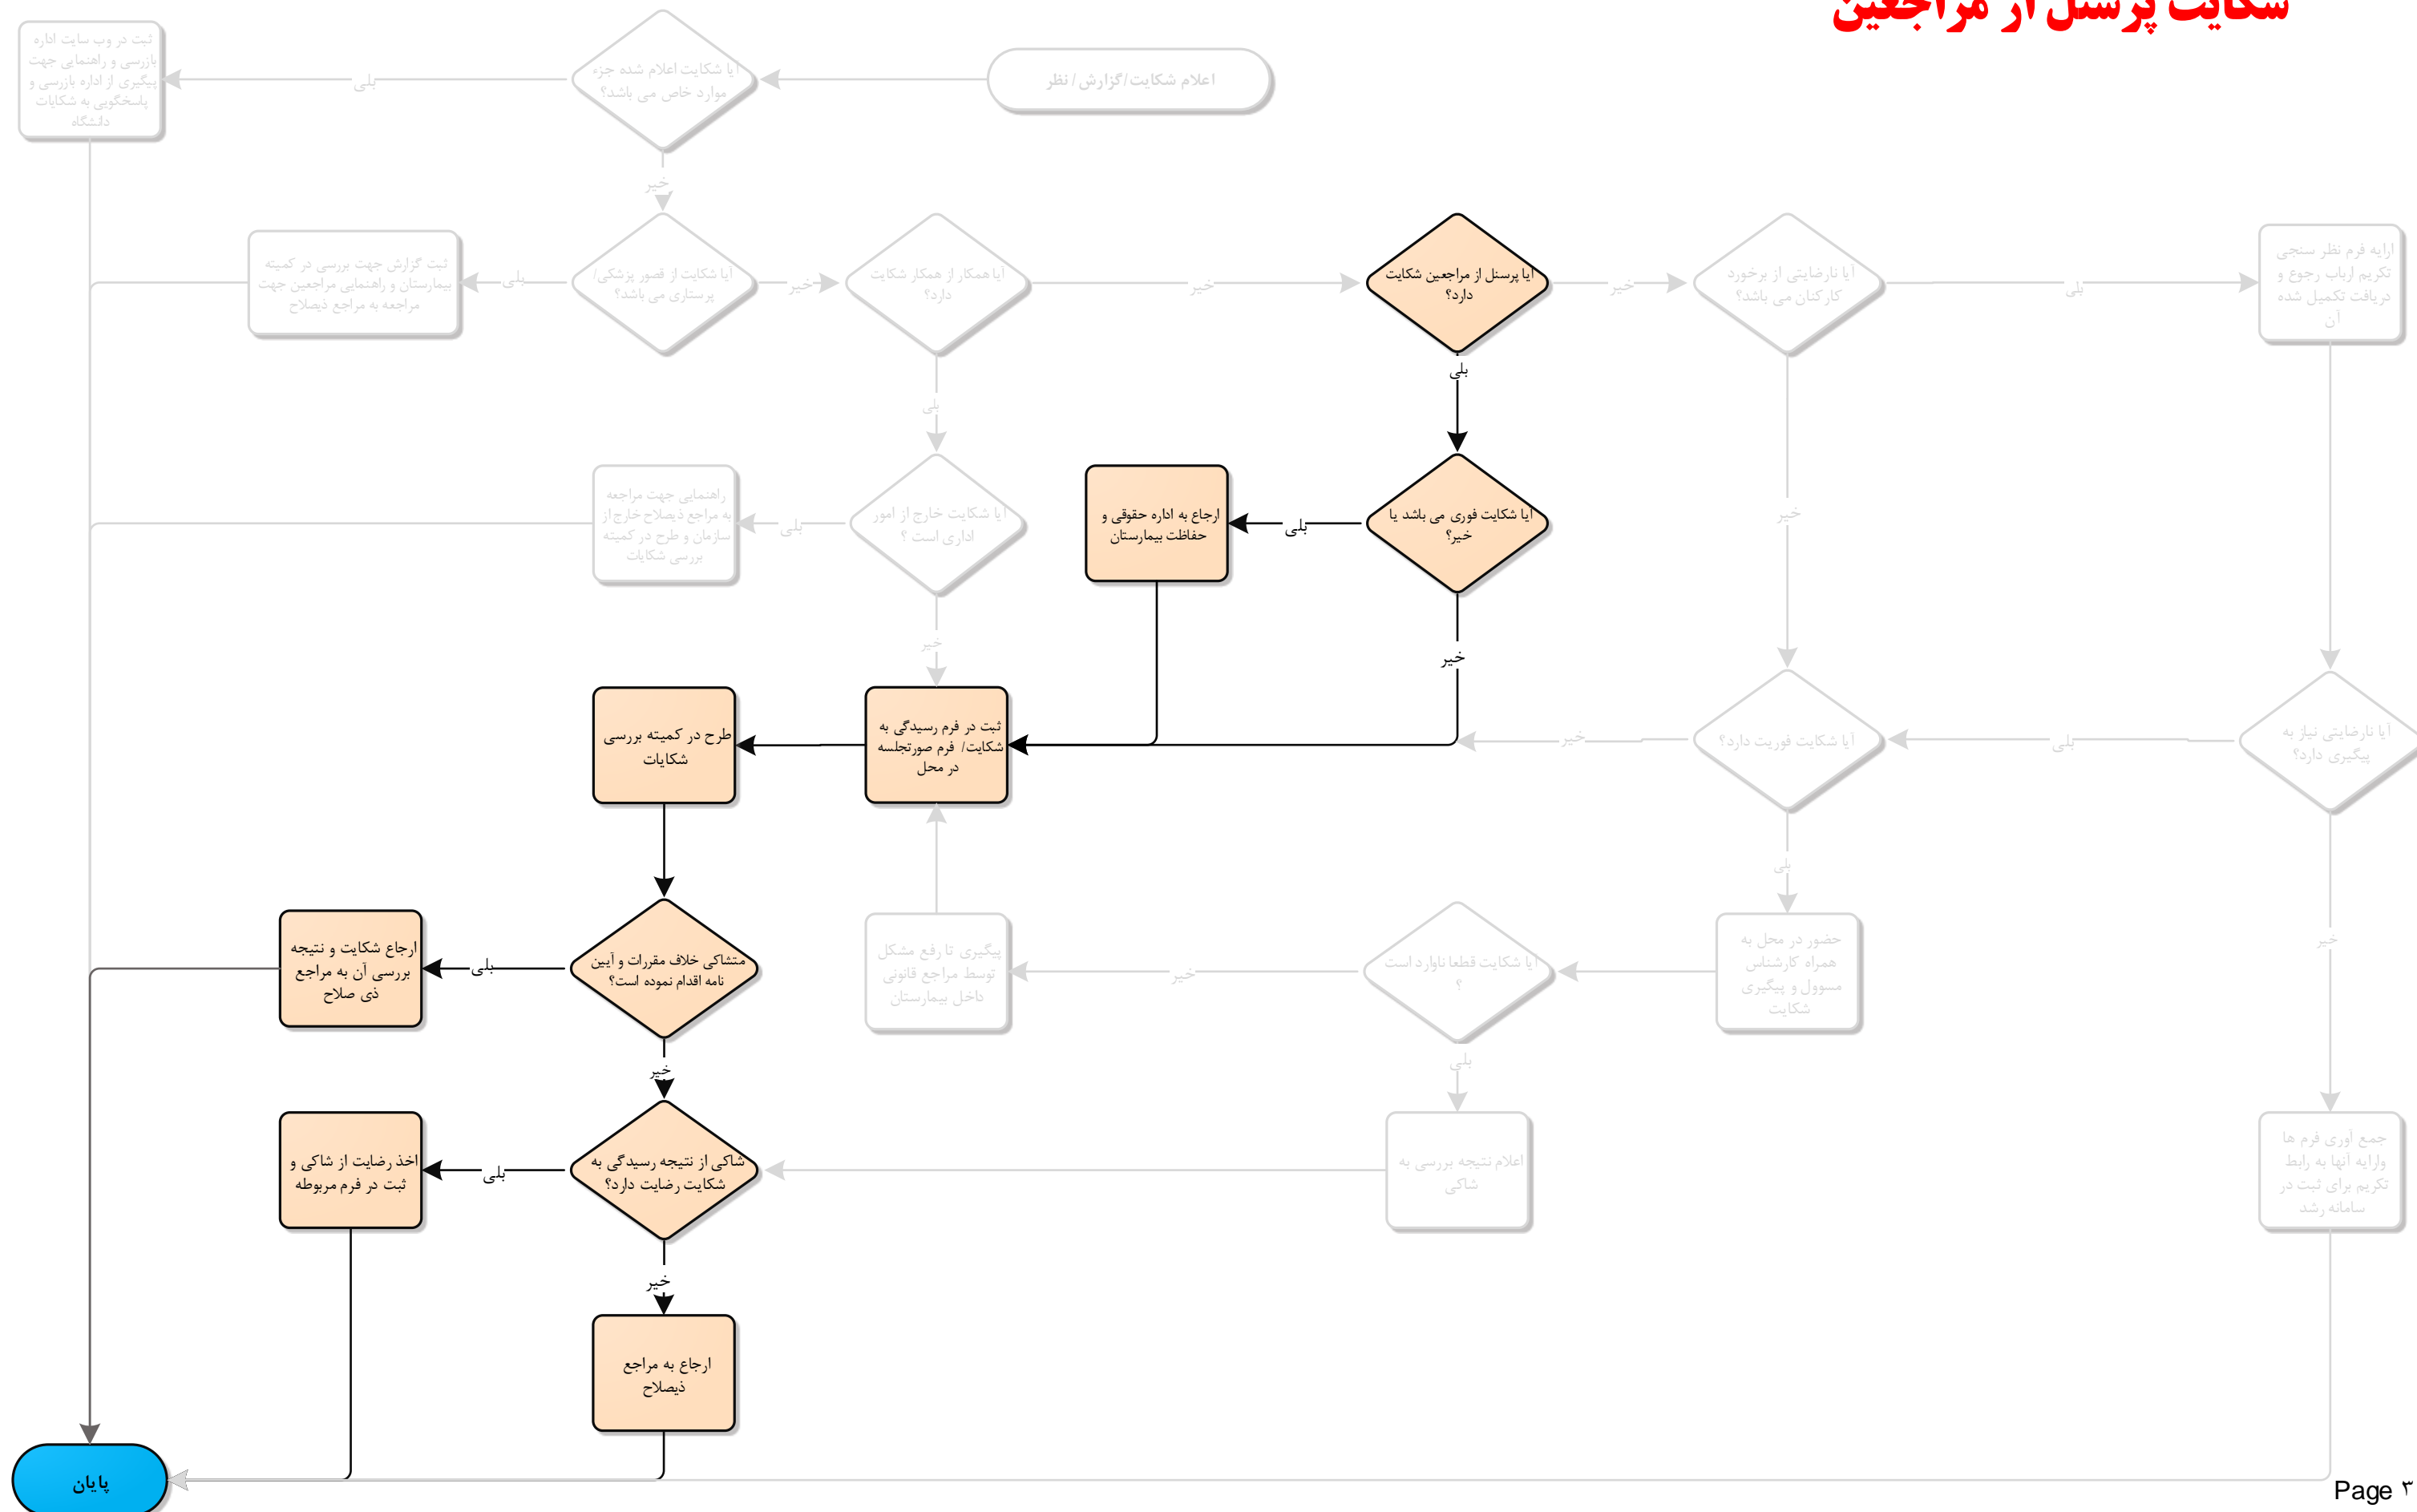 شکایت پرسنل از مراجعین
اعلام شکایت/گزارش/ نظر
آیا شکایت اعلام شده جزء
موارد خاص می باشد؟
بلی
ثبت در وب سایت اداره
بازرسی و راهنمایی جهت
پیگیری از اداره بازرسی و
پاسخگویی به شکایات
دانشگاه
خیر
آیا شکایت از قصور پزشکی/
پرستاری می باشد؟
بلی
ثبت گزارش جهت بررسی در کمیته
بیمارستان و راهنمایی مراجعین جهت
مراجعه به مراجع ذیصلاح
خیر
آیا همکار از همکار شکایت
دارد؟
خیر
آیا پرسنل از مراجعین شکایت
دارد؟
خیر
آیا نارضایتی از برخورد
کارکنان می باشد؟
بلی
ارایه فرم نظر سنجی
تکریم ارباب رجوع و
دریافت تکمیل شده
آن
بلی
بلی
خیر
آیا شکایت فوری می باشد یا
خیر؟
بلی
ارجاع به اداره حقوقی و
حفاظت بیمارستان
آیا شکایت خارج از امور
اداری است ؟
بلی
راهنمایی جهت مراجعه
به مراجع ذیصلاح خارج از
سازمان و طرح در کمیته
بررسی شکایات
خیر
خیر
آیا نارضایتی نیاز به
پیگیری دارد؟
بلی
آیا شکایت فوریت دارد؟
خیر
ثبت در فرم رسیدگی به
شکایت/ فرم صورتجلسه
در محل
طرح در کمیته بررسی
شکایات
بلی
خیر
حضور در محل به
همراه کارشناس
مسوول و پیگیری
شکایت
آیا شکایت قطعا ناوارد است
؟
خیر
پیگیری تا رفع مشکل
توسط مراجع قانونی
داخل بیمارستان
متشاکی خلاف مقررات و آیین
نامه اقدام نموده است؟
بلی
ارجاع شکایت و نتیجه
بررسی آن به مراجع
ذی صلاح
بلی
خیر
جمع آوری فرم ها
وارایه آنها به رابط
تکریم برای ثبت در
سامانه رشد
اعلام نتیجه بررسی به
شاکی
شاکی از نتیجه رسیدگی به
شکایت رضایت دارد؟
بلی
اخذ رضایت از شاکی و
ثبت در فرم مربوطه
خیر
ارجاع به مراجع
ذیصلاح
پایان
Page ۳